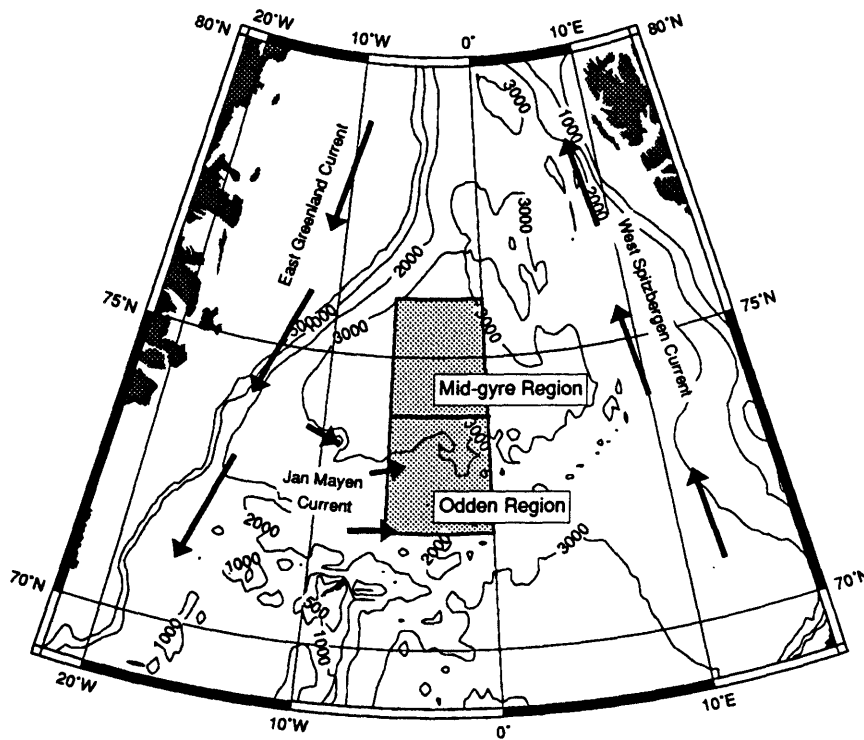 80°N
20°W
10°W
0°
10°E
80°N
3000
1000
2000
East Greenland Current
3000
3000
West Spitzbergen Current
2000
75°N
75°N
3000
3000
Mid-gyre Region
3000
Jan Mayen
Current
Odden Region
2000
2000
3000
1000
70°N
70°N
500
1000
1000
20°W
10°W
0°
10°E